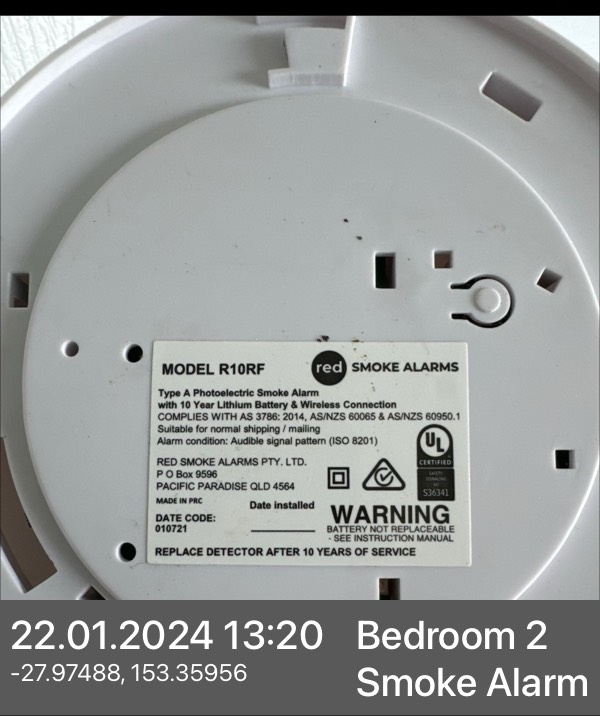 MODEL R10RF
red SMOKE ALARMS
Type A Photoelectric Smoke Alarm
with 10 Year Lithium Battery & Wireless Connection
COMPLIES WITH AS 3786: 2014, AS/NZS 60065 & AS/NZS 60950.1
Suitable for normal shipping / mailing
Alarm condition: Audible signal pattern (ISO 8201)
RED SMOKE ALARMS PTY. LTD.
P O Box 9596
PACIFIC PARADISE QLD 4564
MADE IN PRC
DATE CODE:
010721
Date installed
UL
CERTIFIED
S36341
WARNING
BATTERY NOT REPLACEABLE
- SEE INSTRUCTION MANUAL
REPLACE DETECTOR AFTER 10 YEARS OF SERVICE
22.01.2024 13:20
-27.97488, 153.35956
Bedroom 2
Smoke Alarm